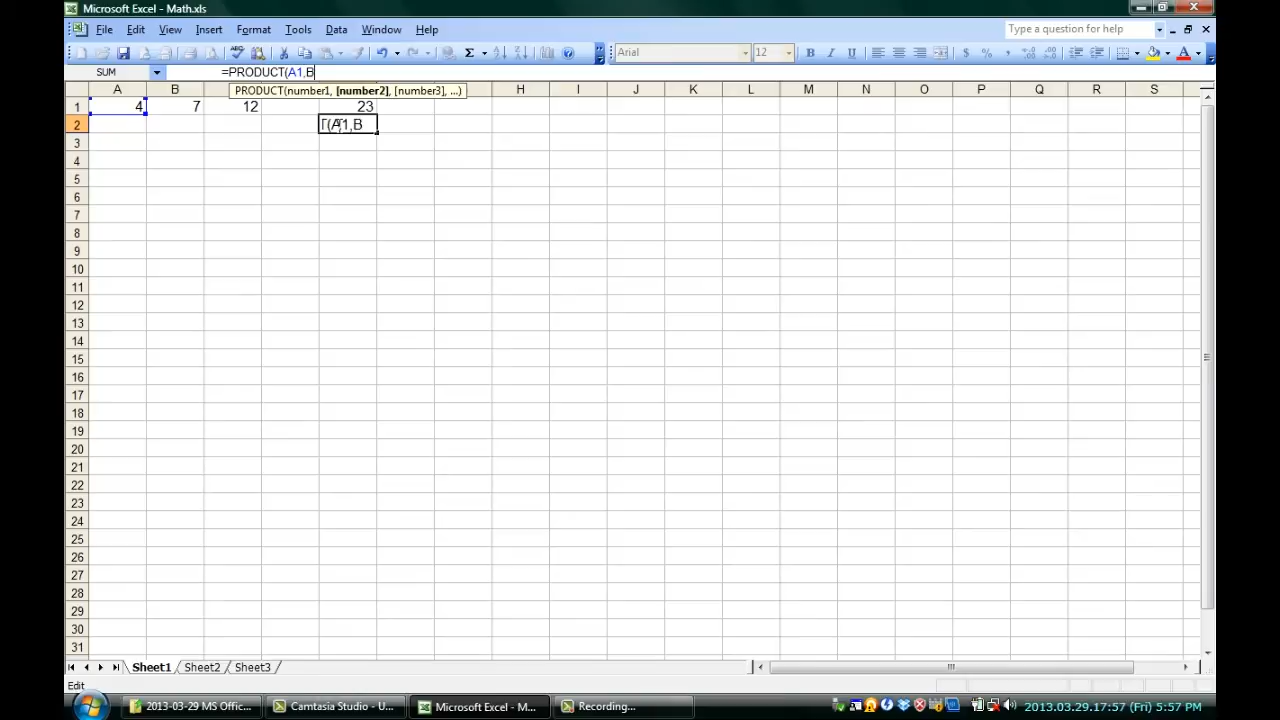 Microsoft Excel - Math.xls
File Edit View Insert Format Tools Data Window Help
Type a question for help
Arial 12
SUM =PRODUCT(A1,B
PRODUCT(number1, [number2], [number3], ...)
A B H I J K L M N O P Q R S
1 4 7 12 23
2 (A1,B
3
4
5
6
7
8
9
10
11
12
13
14
15
16
17
18
19
20
21
22
23
24
25
26
27
28
29
30
31
Sheet1 Sheet2 Sheet3
Edit
2013-03-29 MS Offic... Camtasia Studio - U... Microsoft Excel - M... Recording... 2013.03.29.17:57 (Fri) 5:57 PM